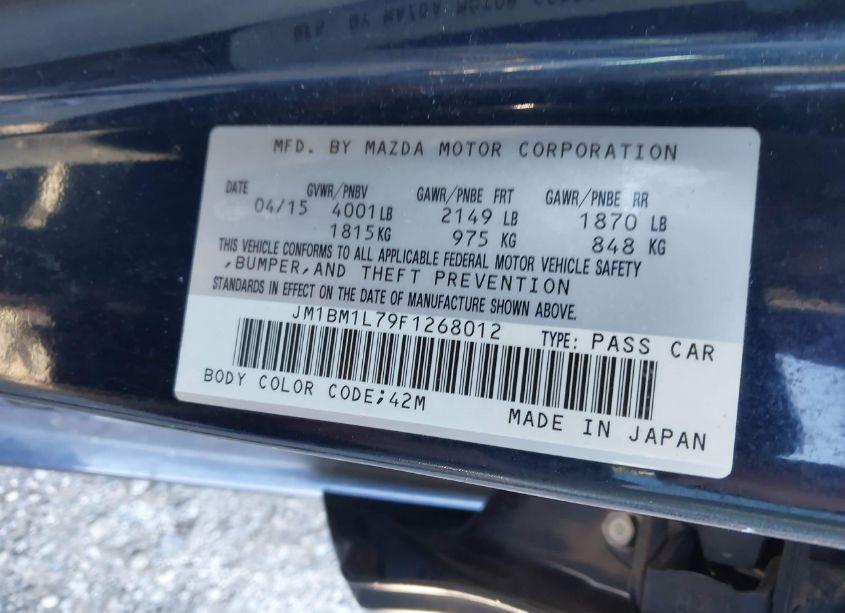 MFD. BY MAZDA MOTOR CORPORATION
DATE GVWR/PNBV GAWR/PNBE FRT GAWR/PNBE RR
04/15 4001LB 2149 LB 1870 LB
1815KG 975 KG 848 KG
THIS VEHICLE CONFORMS TO ALL APPLICABLE FEDERAL MOTOR VEHICLE SAFETY
,BUMPER,AND THEFT PREVENTION
STANDARDS IN EFFECT ON THE DATE OF MANUFACTURE SHOWN ABOVE.
JM1BM1L79F1268012 TYPE: PASS CAR
BODY COLOR CODE;42M
MADE IN JAPAN